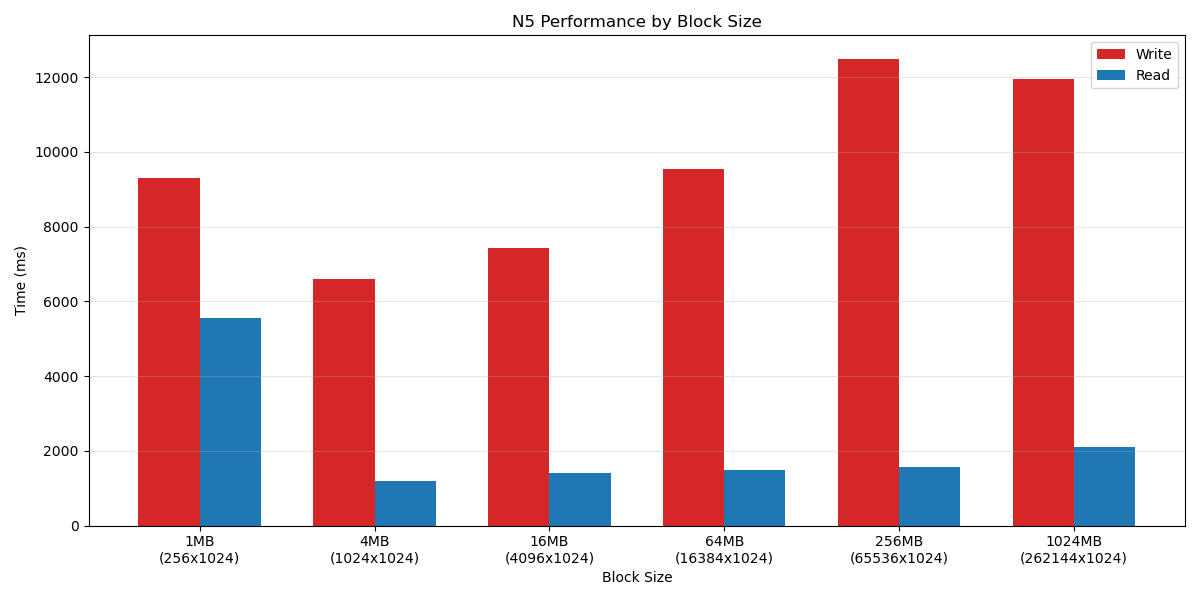 N5 Performance by Block Size
Write
Read
Time (ms)
12000
10000
8000
6000
4000
2000
0
1MB 4MB 16MB 64MB 256MB 1024MB
(256x1024) (1024x1024) (4096x1024) (16384x1024) (65536x1024) (262144x1024)
Block Size